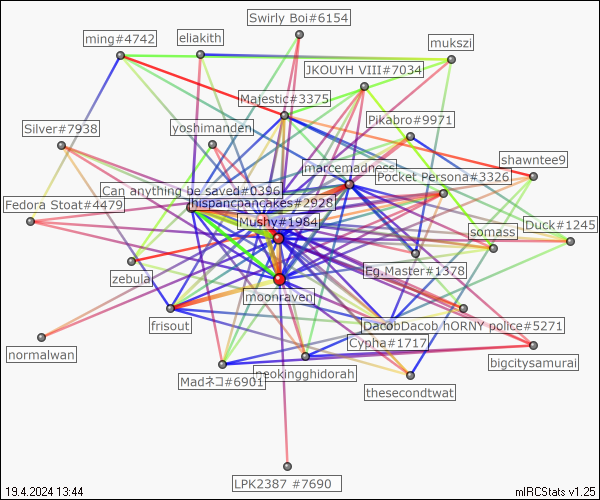 Swirly Boi#6154
ming#4742
eliakith
mukszi
JKOUYH VIII#7034
Majestic#3375
Pikabro#9971
Silver#7938
yoshimanden
shawntee9
marcemadness
Pocket Persona#3326
Can anything be saved#0396
hispancpancakes#2928
Fedora Stoat#4479
Mushy#1984
Duck#1245
somass
Eg.Master#1378
zebula
moonraven
frisout
DacobDacob
hORNY police#5271
Cypha#1717
normalwan
bigcitysamurai
neokingghidorah
Madネコ#6901
thesecondtwat
LPK2387 #7690
19.4.2024 13:44
mIRCStats v1.25